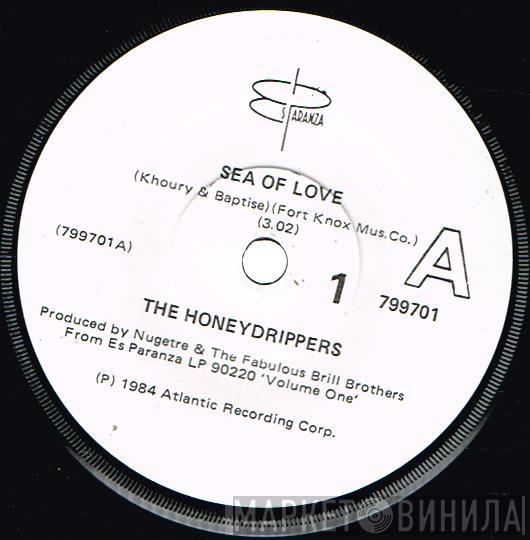 ES PARANZA
SEA OF LOVE
(Khoury & Baptise) (Fort Knox Mus.Co.)
(3.02)
(799701A)
A
1
799701
THE HONEYDRIPPERS
Produced by Nugetre & The Fabulous Brill Brothers
From Es Paranza LP 90220 'Volume One'
(P) 1984 Atlantic Recording Corp.
МАРКЕТ ВИНИЛА